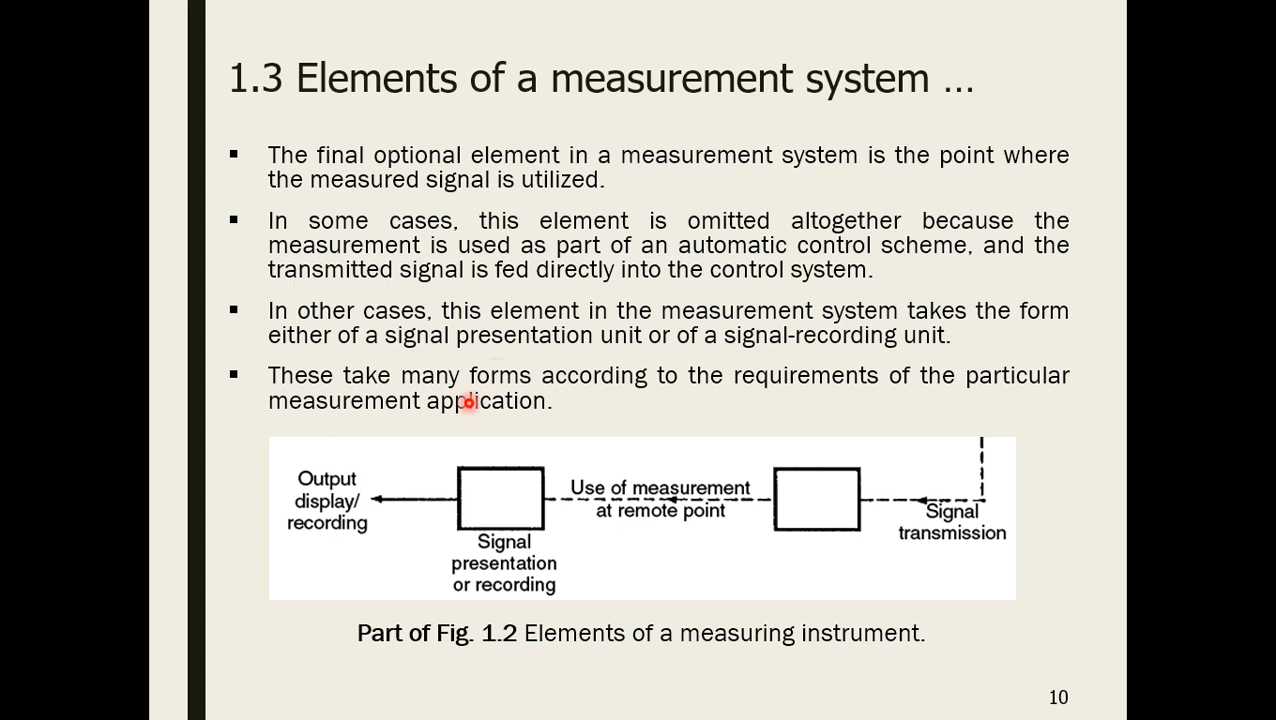 1.3 Elements of a measurement system …
▪ The final optional element in a measurement system is the point where
the measured signal is utilized.
▪ In some cases, this element is omitted altogether because the
measurement is used as part of an automatic control scheme, and the
transmitted signal is fed directly into the control system.
▪ In other cases, this element in the measurement system takes the form
either of a signal presentation unit or of a signal-recording unit.
▪ These take many forms according to the requirements of the particular
measurement application.
Output
display/
recording
Signal
presentation
or recording
Use of measurement
at remote point
Signal
transmission
Part of Fig. 1.2 Elements of a measuring instrument.
10